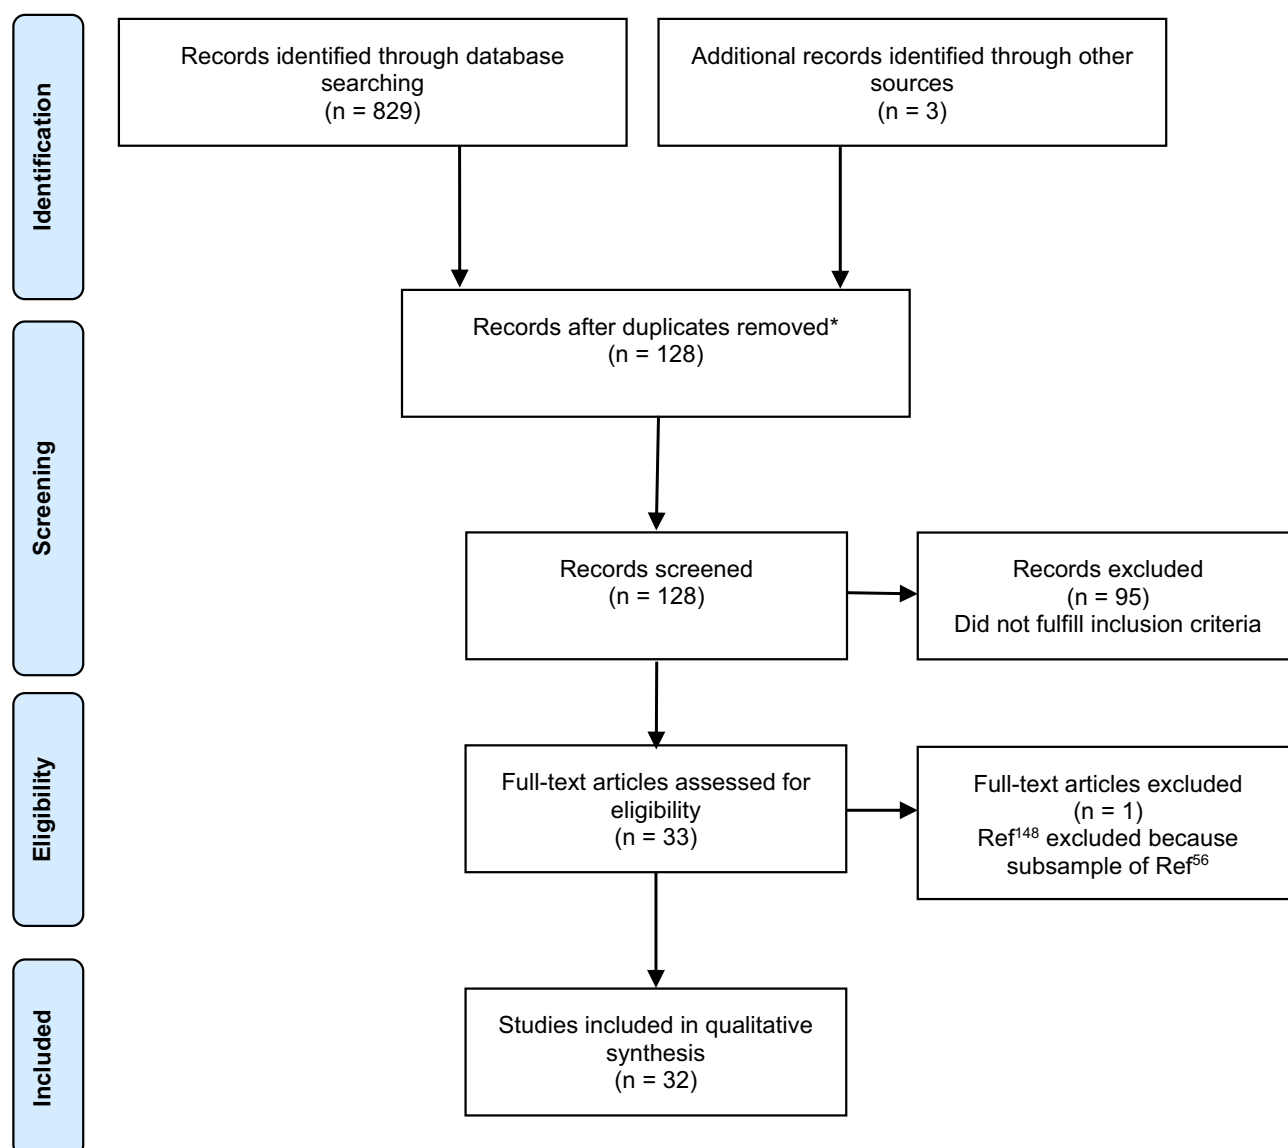 Identification
Records identified through database
searching
(n = 829)
Additional records identified through other
sources
(n = 3)
Records after duplicates removed*
(n = 128)
Screening
Records screened
(n = 128)
Records excluded
(n = 95)
Did not fulfill inclusion criteria
Eligibility
Full-text articles assessed for
eligibility
(n = 33)
Full-text articles excluded
(n = 1)
Ref¹⁴⁸ excluded because
subsample of Ref⁵⁶
Included
Studies included in qualitative
synthesis
(n = 32)